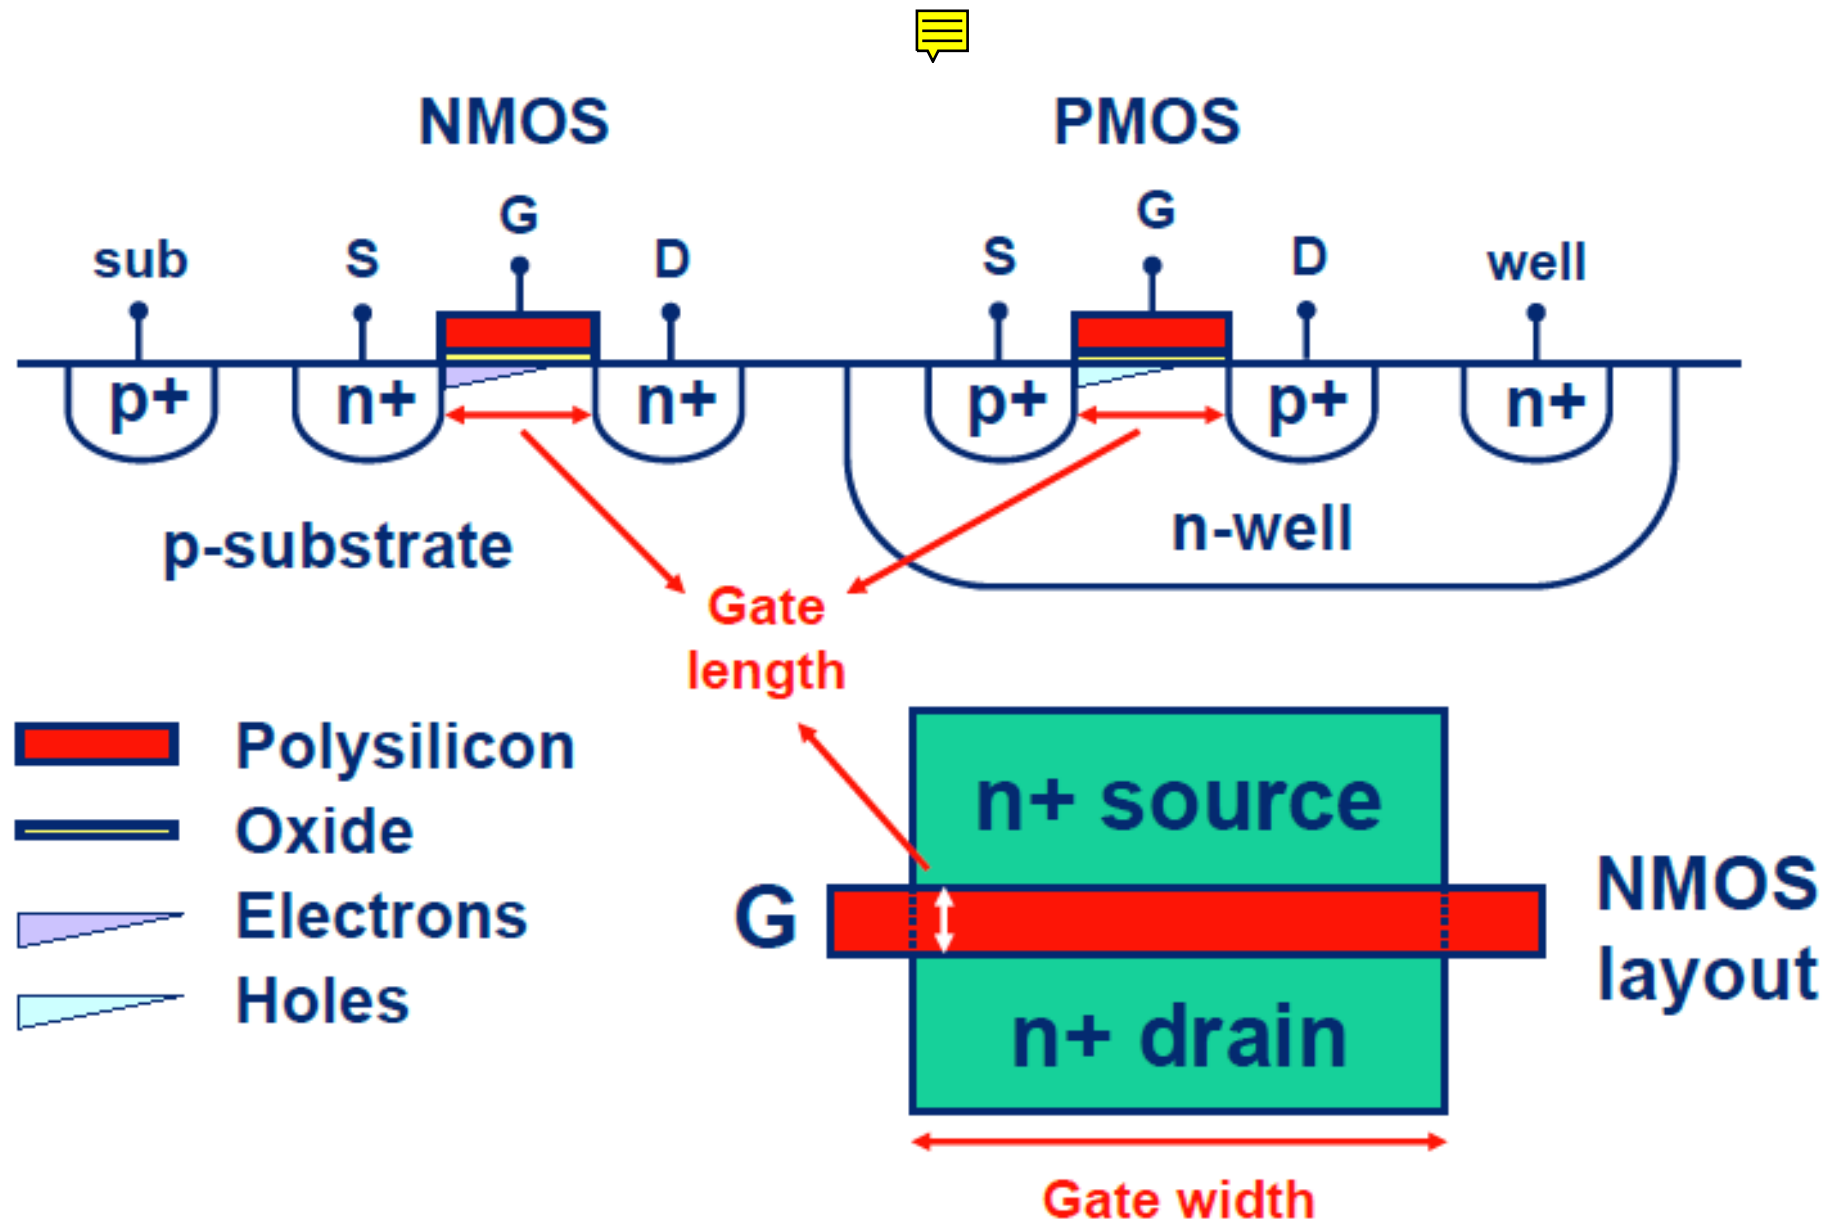 NMOS
PMOS
sub
S
G
D
S
G
D
well
p+
n+
n+
p+
p+
n+
p-substrate
n-well
Gate
length
Polysilicon
Oxide
Electrons
Holes
n+ source
G
n+ drain
NMOS
layout
Gate width